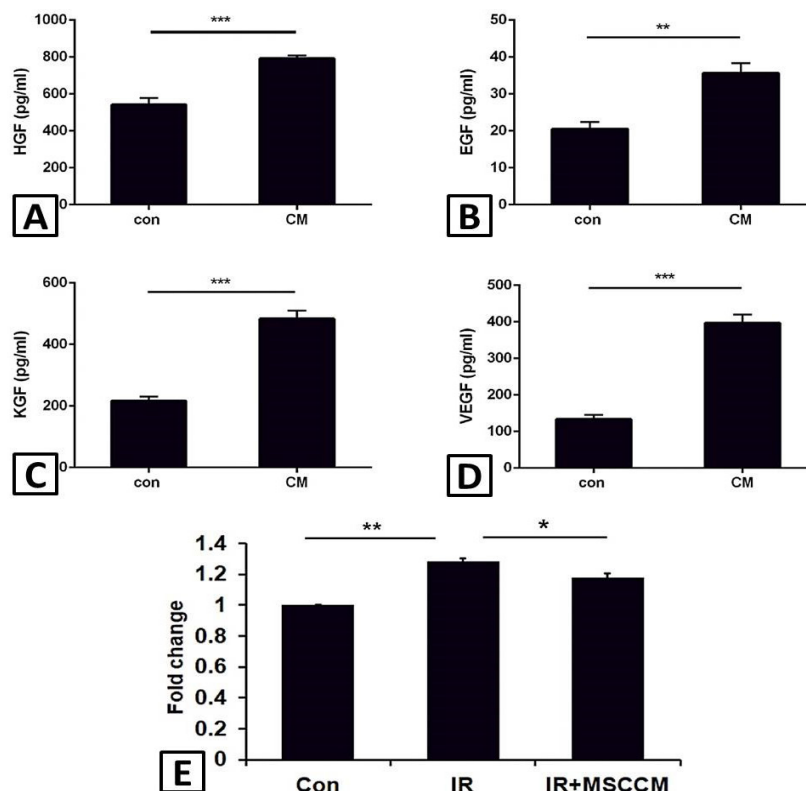 1000
800
600
400
200
0
HGF (pg/ml)
***
con CM
A
50
40
30
20
10
0
EGF (pg/ml)
**
con CM
B
600
400
200
0
KGF (pg/ml)
***
con CM
C
500
400
300
200
100
0
VEGF (pg/ml)
***
con CM
D
1.4
1.2
1
0.8
0.6
0.4
0.2
0
Fold change
** *
Con IR IR+MSCCM
E